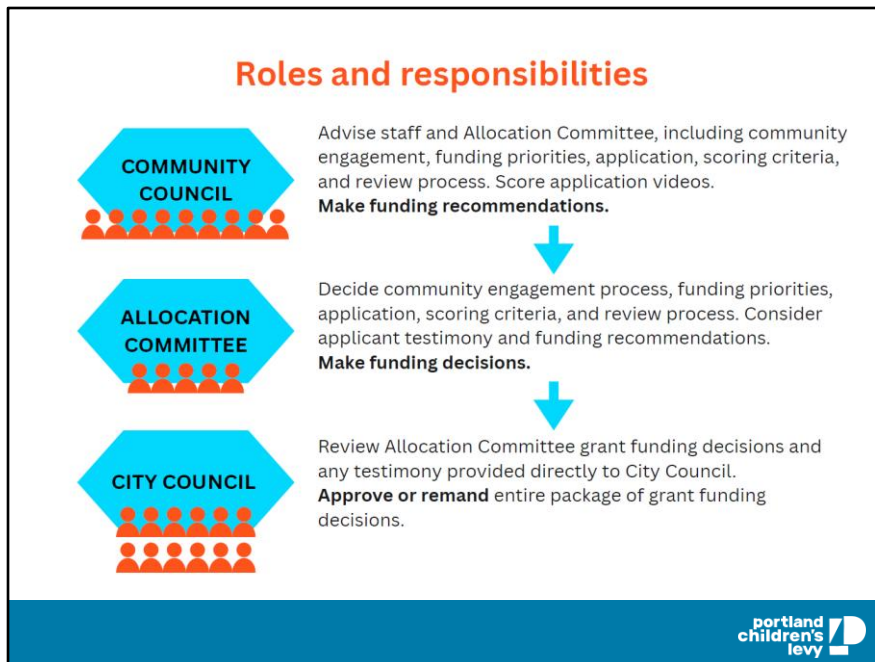 Roles and responsibilities
COMMUNITY
COUNCIL
Advise staff and Allocation Committee, including community
engagement, funding priorities, application, scoring criteria,
and review process. Score application videos.
Make funding recommendations.
ALLOCATION
COMMITTEE
Decide community engagement process, funding priorities,
application, scoring criteria, and review process. Consider
applicant testimony and funding recommendations.
Make funding decisions.
CITY COUNCIL
Review Allocation Committee grant funding decisions and
any testimony provided directly to City Council.
Approve or remand entire package of grant funding
decisions.
portland
children's
levy